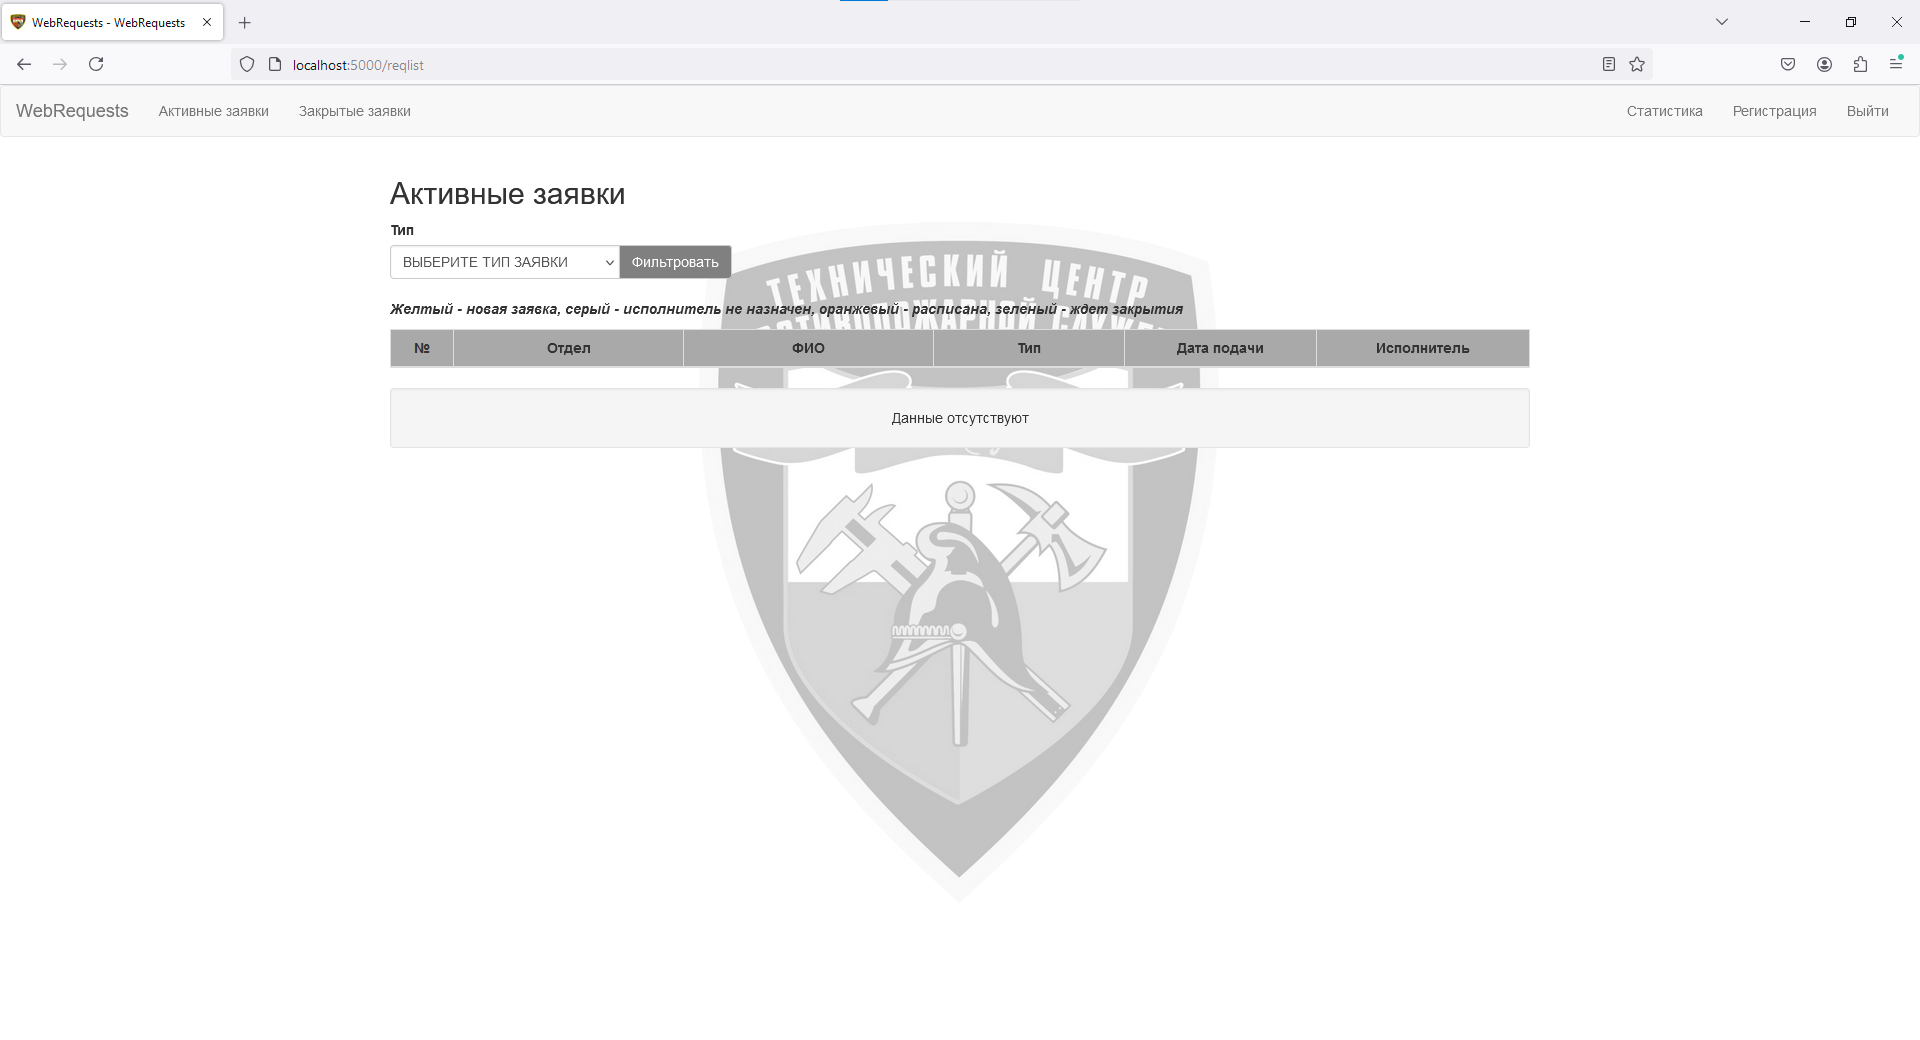 WebRequests - WebRequests
localhost:5000/reqlist
WebRequests Активные заявки Закрытые заявки Статистика Регистрация Выйти
Активные заявки
Тип
ВЫБЕРИТЕ ТИП ЗАЯВКИ Фильтровать
ТЕХНИЧЕСКИЙ ЦЕНТР
Желтый - новая заявка, серый - исполнитель не назначен, оранжевый - расписана, зеленый - ждет закрытия
№ Отдел ФИО Тип Дата подачи Исполнитель
Данные отсутствуют